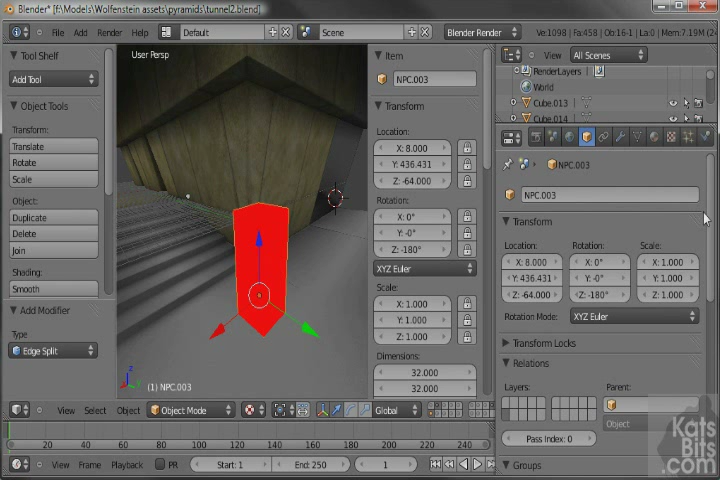 Blender* [f:\Models\Wolfenstein assets\pyramids\tunnel2.blend]
File Add Render Help Default Scene Blender Render Ve:1098 | Fa:458 | Ob:16-1 | La:0 | Mem:7.19M
Tool Shelf
Add Tool
Object Tools
Transform:
Translate
Rotate
Scale
Object:
Duplicate
Delete
Join
Shading:
Smooth
Add Modifier
Type
Edge Split
User Persp
(1) NPC.003
Item
NPC.003
Transform
Location:
X: 8.000
Y: 436.431
Z: -64.000
Rotation:
X: 0°
Y: -0°
Z: -180°
XYZ Euler
Scale:
X: 1.000
Y: 1.000
Z: 1.000
Dimensions:
32.000
32.000
View Select Object Object Mode Global
0 20 40 60 80 100 120 140 160 180 200 220 240
View Frame Playback PR Start: 1 End: 250 1
View All Scenes
RenderLayers
World
Cube.013
Cube.014
NPC.003
NPC.003
Transform
Location: Rotation: Scale:
X: 8.000 X: 0° X: 1.000
Y: 436.431 Y: -0° Y: 1.000
Z: -64.000 Z: -180° Z: 1.000
Rotation Mode: XYZ Euler
Transform Locks
Relations
Layers: Parent:
Object
Pass Index: 0
Groups
KatsBits.com